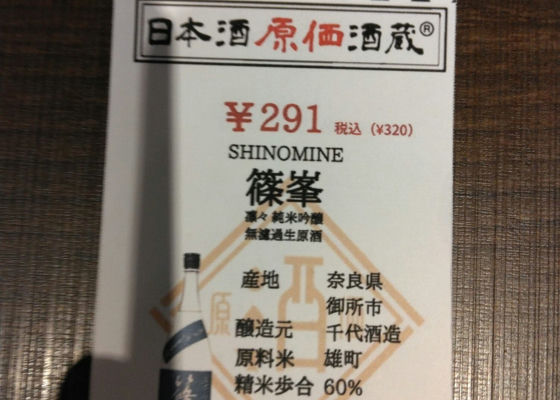 日本酒原価酒蔵®
¥291 税込（¥320）
SHINOMINE
篠峯
凛々 純米吟醸
無濾過生原酒
産地 奈良県
御所市
醸造元 千代酒造
原料米 雄町
精米歩合 60%
原 酒